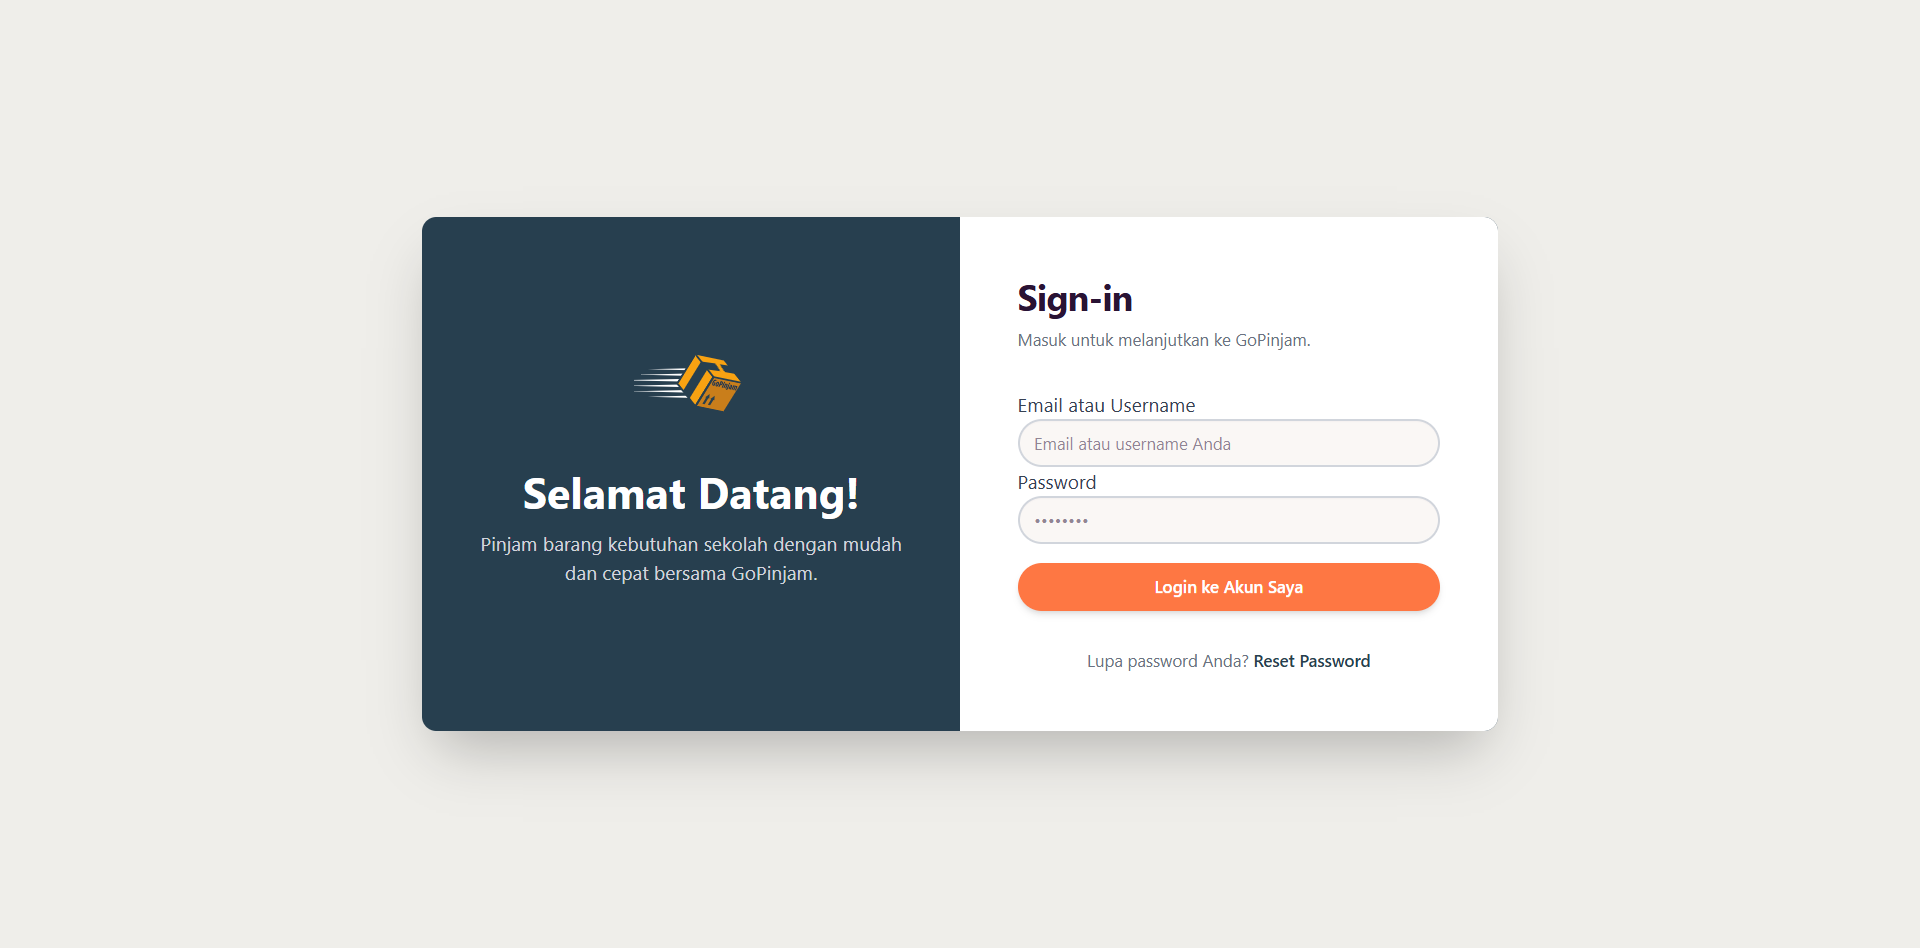 GoPinjam
Selamat Datang!
Pinjam barang kebutuhan sekolah dengan mudah
dan cepat bersama GoPinjam.
Sign-in
Masuk untuk melanjutkan ke GoPinjam.
Email atau Username
Email atau username Anda
Password
••••••••
Login ke Akun Saya
Lupa password Anda? Reset Password